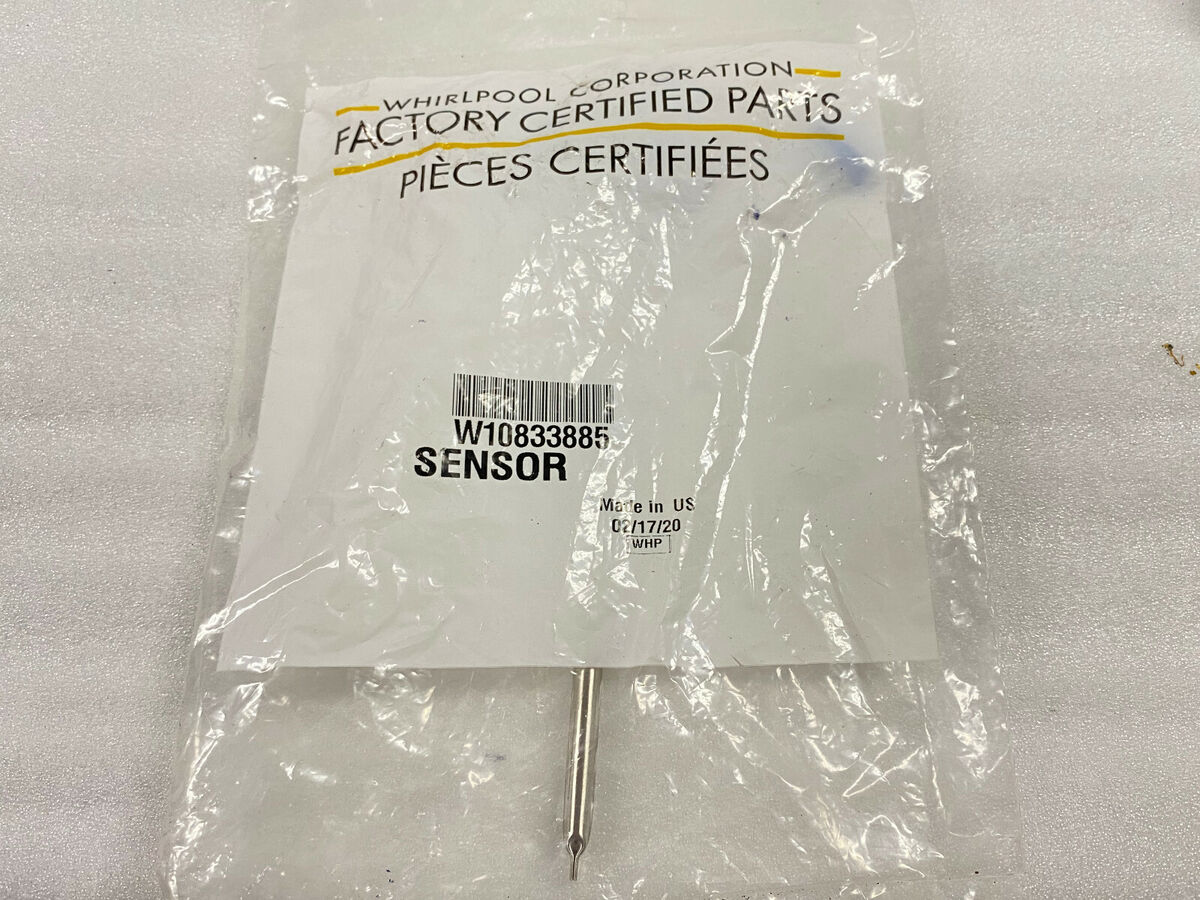 WHIRLPOOL CORPORATION
FACTORY CERTIFIED PARTS
PIÈCES CERTIFIÉES
W10833885
SENSOR
Made in US
02/17/20
WHP